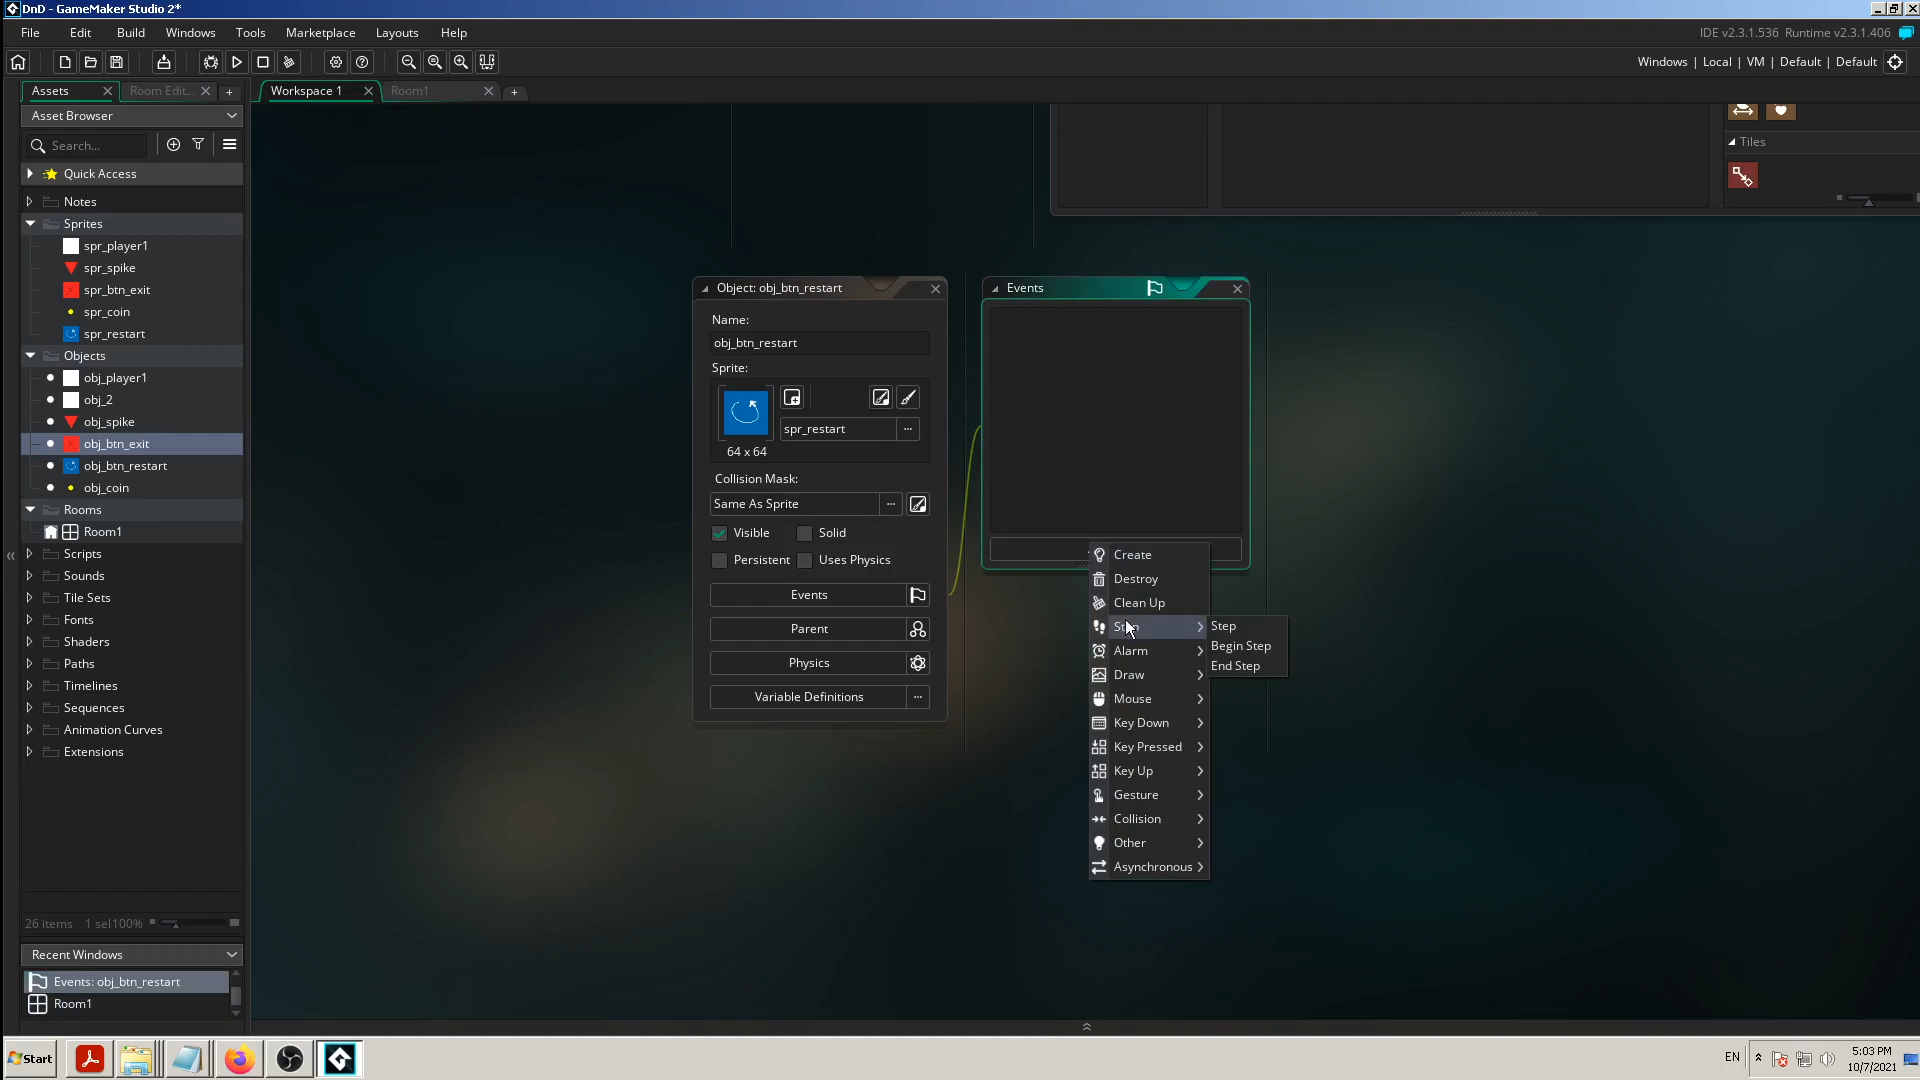 DnD - GameMaker Studio 2*
File Edit Build Windows Tools Marketplace Layouts Help
IDE v2.3.1.536 Runtime v2.3.1.406
Windows | Local | VM | Default | Default
Assets
Room Edit...
Workspace 1
Room1
Asset Browser
Search...
Quick Access
Notes
Sprites
spr_player1
spr_spike
spr_btn_exit
spr_coin
spr_restart
Objects
obj_player1
obj_2
obj_spike
obj_btn_exit
obj_btn_restart
obj_coin
Rooms
Room1
Scripts
Sounds
Tile Sets
Fonts
Shaders
Paths
Timelines
Sequences
Animation Curves
Extensions
26 items 1 sel 100%
Recent Windows
Events: obj_btn_restart
Room1
Tiles
Object: obj_btn_restart
Name:
obj_btn_restart
Sprite:
spr_restart
64 x 64
Collision Mask:
Same As Sprite
Visible
Solid
Persistent
Uses Physics
Events
Parent
Physics
Variable Definitions
Events
Create
Destroy
Clean Up
Alarm
Draw
Mouse
Key Down
Key Pressed
Key Up
Gesture
Collision
Other
Asynchronous
Step
Begin Step
End Step
Start
EN
5:03 PM
10/7/2021